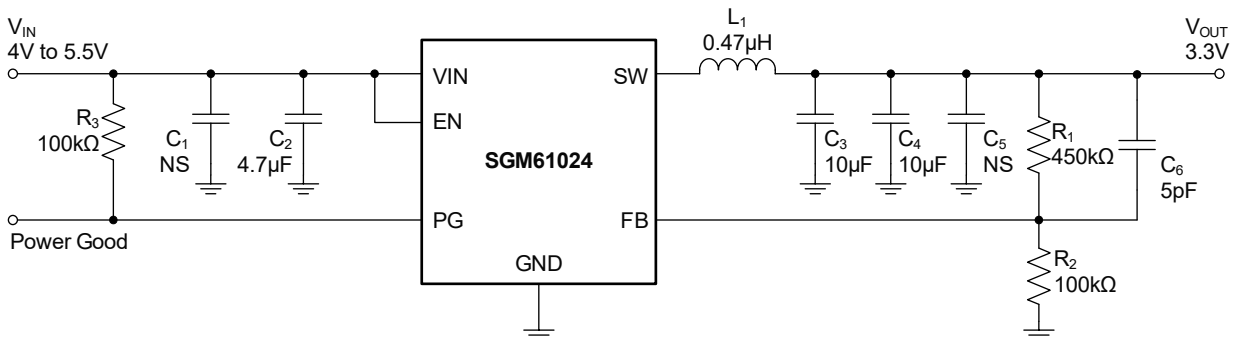 VIN
4V to 5.5V
R3
100kΩ
C1
NS
C2
4.7μF
Power Good
VIN
EN
PG
SW
FB
SGM61024
GND
L1
0.47μH
C3
10μF
C4
10μF
C5
NS
R1
450kΩ
C6
5pF
R2
100kΩ
VOUT
3.3V